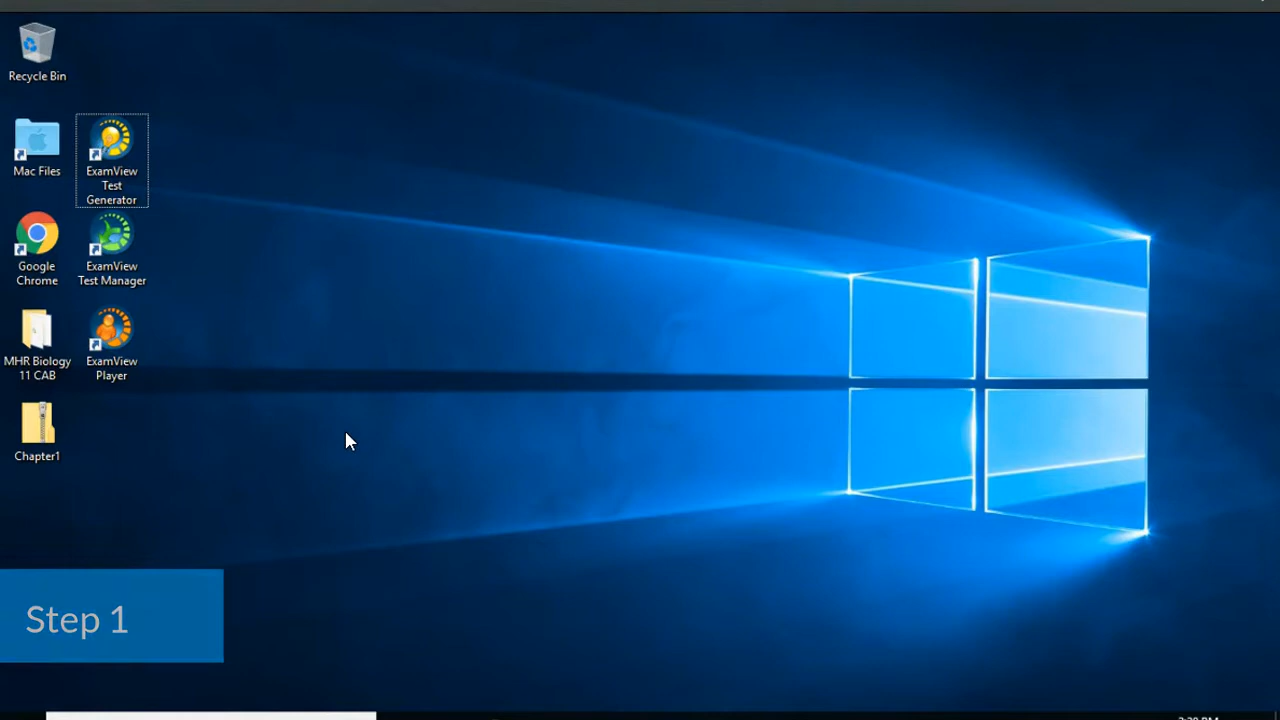 Recycle Bin
Mac Files
ExamView
Test
Generator
Google
Chrome
ExamView
Test Manager
MHR Biology
11 CAB
ExamView
Player
Chapter1
Step 1